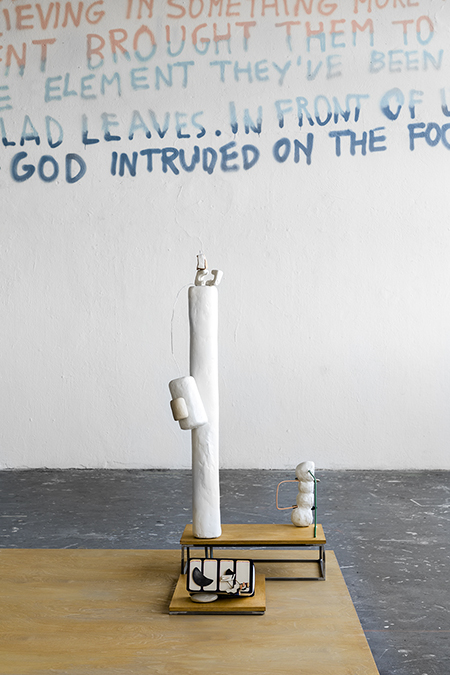 IEVING IN SOMETHING MORE
ENT BROUGHT THEM TO
E ELEMENT THEY'VE BEEN
LAD LEAVES. IN FRONT OF U
GOD INTRUDED ON THE FOO